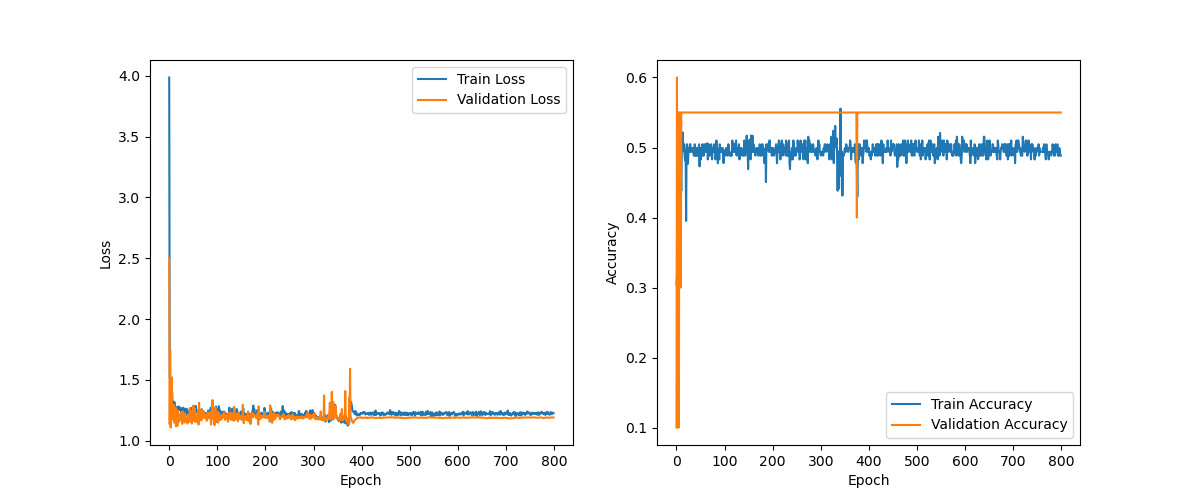 4.0
3.5
3.0
2.5
2.0
1.5
1.0
Loss
0 100 200 300 400 500 600 700 800
Epoch
Train Loss
Validation Loss
0.6
0.5
0.4
0.3
0.2
0.1
Accuracy
0 100 200 300 400 500 600 700 800
Epoch
Train Accuracy
Validation Accuracy